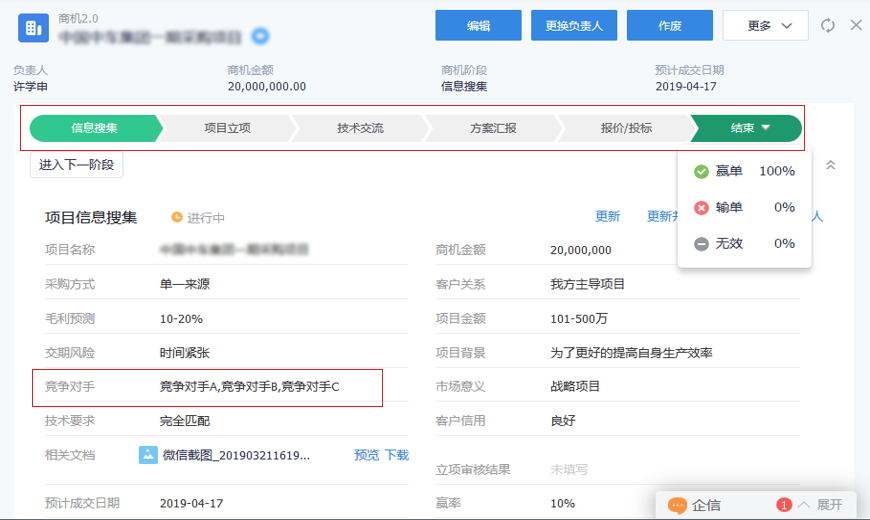 商机2.0
编辑
更换负责人
作废
更多
负责人
商机金额
商机阶段
预计成交日期
许学申
20,000,000.00
信息搜集
2019-04-17
信息搜集
项目立项
技术交流
方案汇报
报价/投标
结束
进入下一阶段
赢单 100%
输单 0%
无效 0%
项目信息搜集
进行中
更新
更新并
人
项目名称
商机金额 20,000,000
采购方式 单一来源
客户关系 我方主导项目
毛利预测 10-20%
项目金额 101-500万
交期风险 时间紧张
项目背景 为了更好的提高自身生产效率
竞争对手 竞争对手A,竞争对手B,竞争对手C
市场意义 战略项目
技术要求 完全匹配
客户信用 良好
相关文档 微信截图_201903211619... 预览 下载
立项审核结果 未填写
预计成交日期 2019-04-17
赢率 10%
企信 1 展开